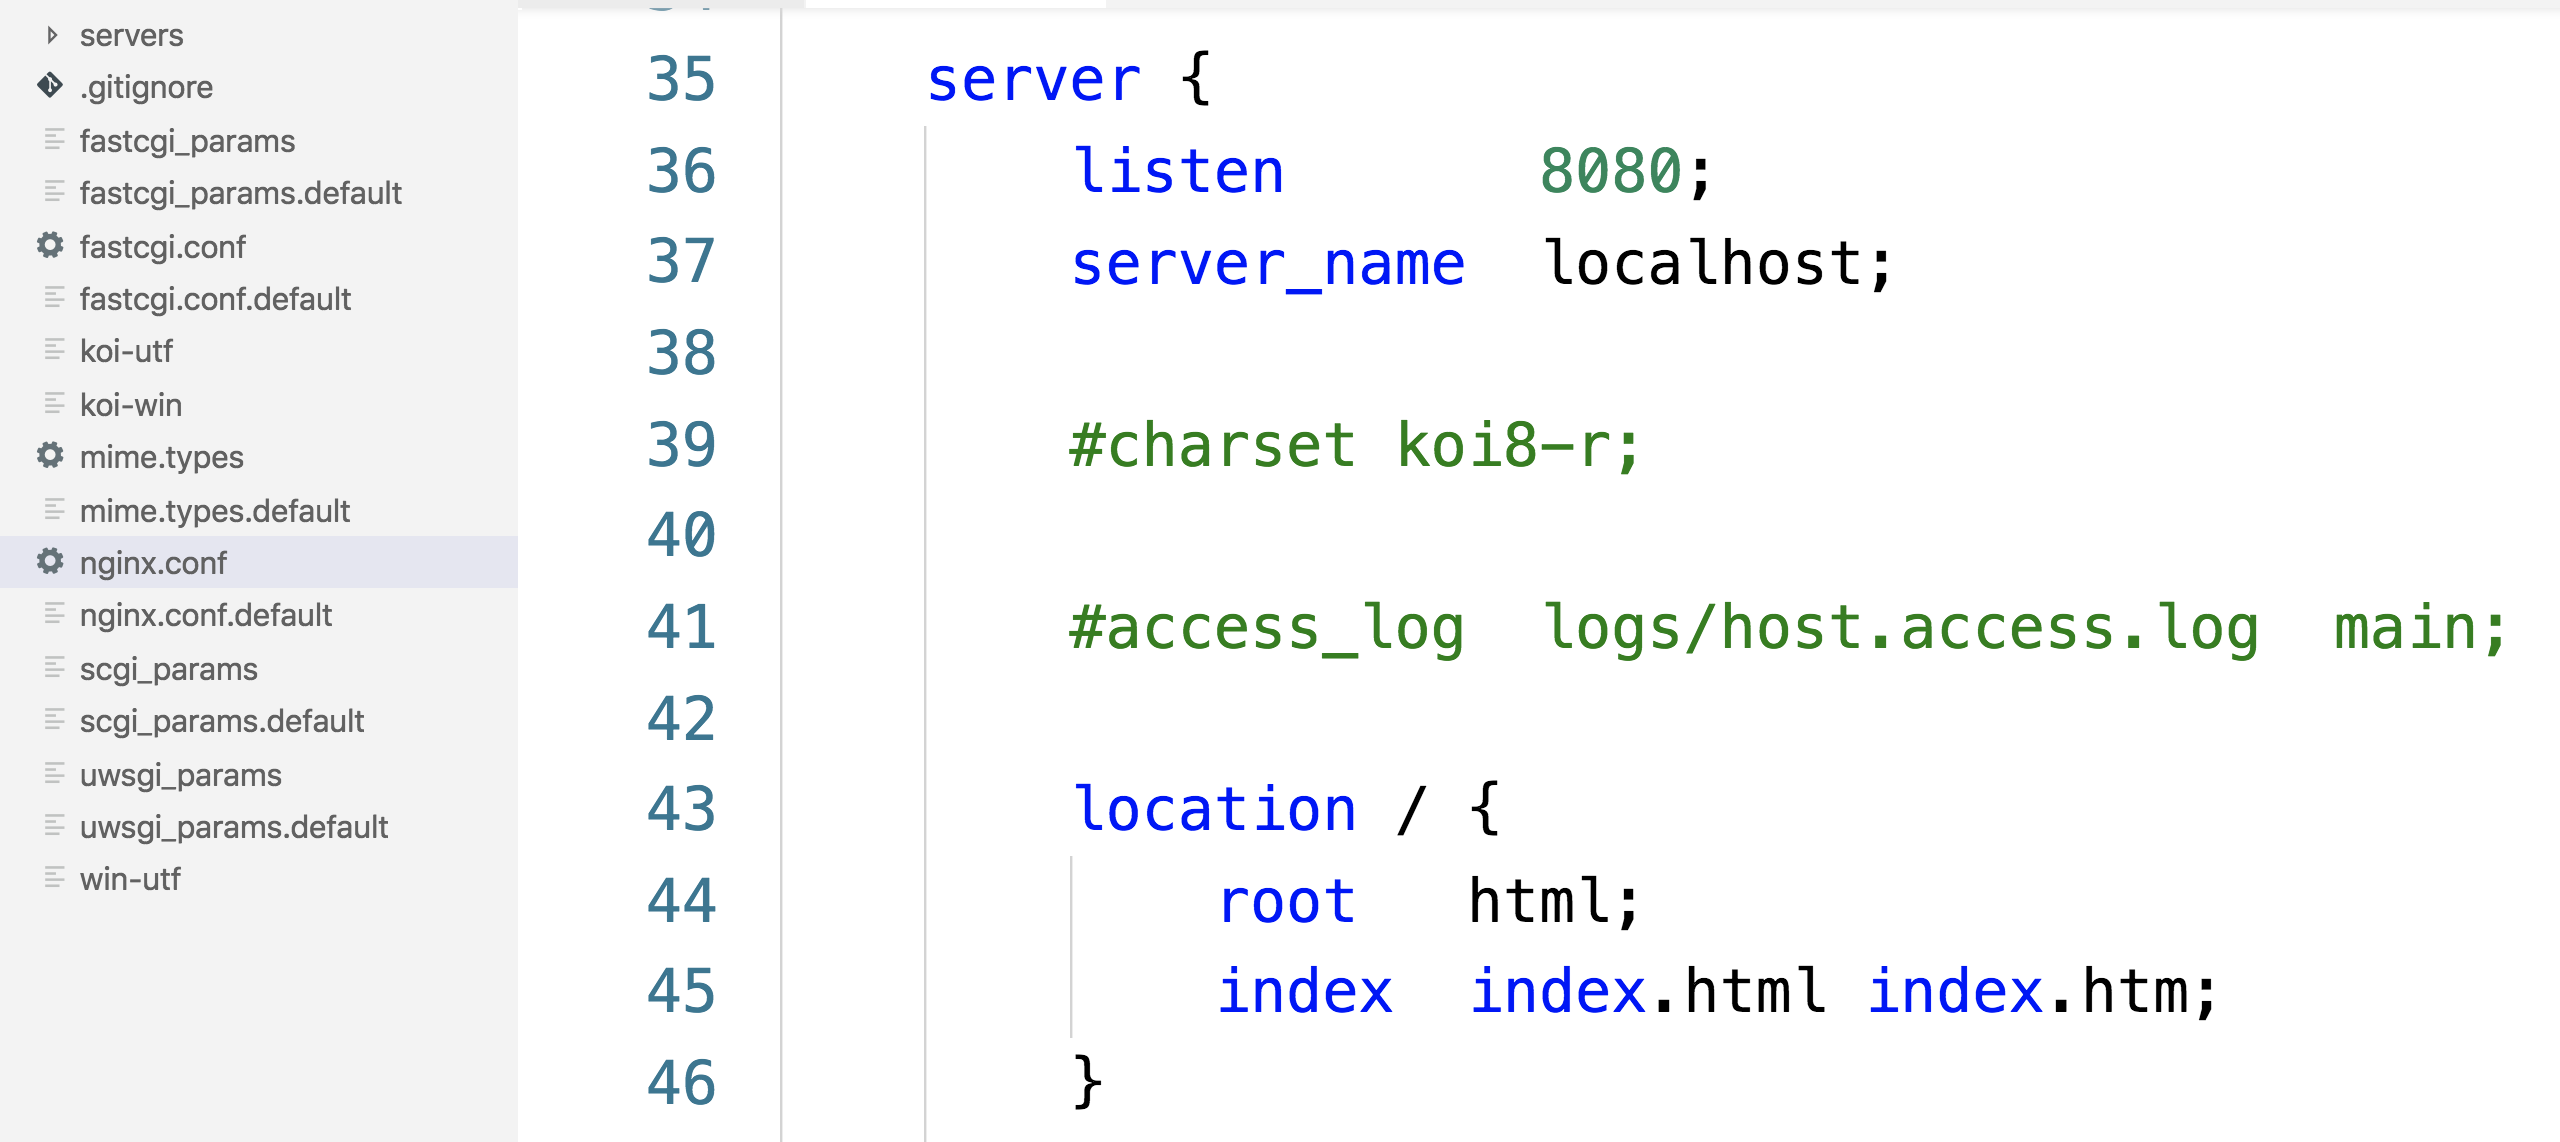 servers
.gitignore
fastcgi_params
fastcgi_params.default
fastcgi.conf
fastcgi.conf.default
koi-utf
koi-win
mime.types
mime.types.default
nginx.conf
nginx.conf.default
scgi_params
scgi_params.default
uwsgi_params
uwsgi_params.default
win-utf
35 server {
36 listen 8080;
37 server_name localhost;
38
39 #charset koi8-r;
40
41 #access_log logs/host.access.log main;
42
43 location / {
44 root html;
45 index index.html index.htm;
46 }